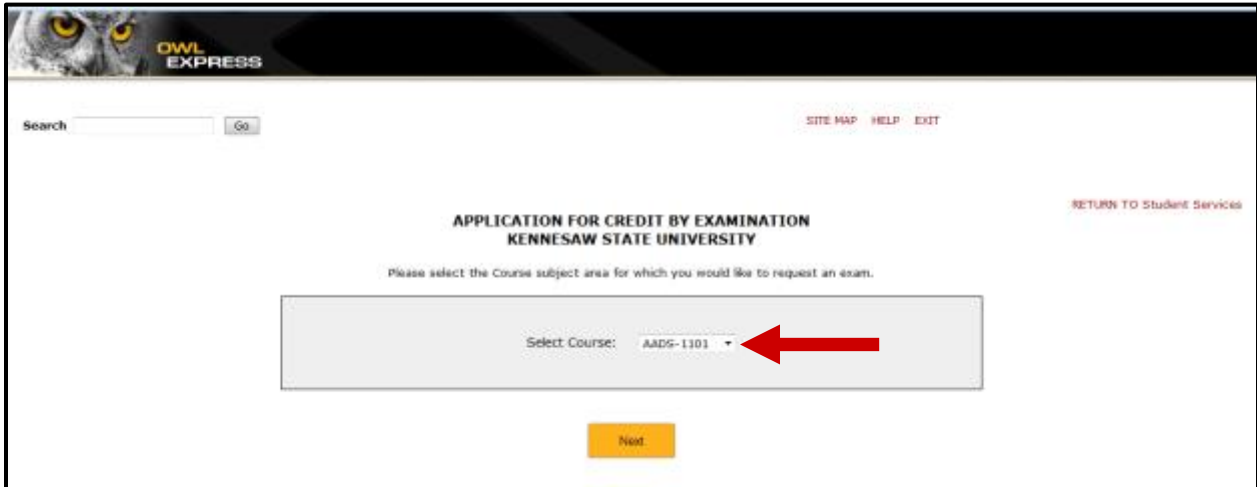 OWL
EXPRESS
Search
Go
SITE MAP HELP EXIT
RETURN TO Student Services
APPLICATION FOR CREDIT BY EXAMINATION
KENNESAW STATE UNIVERSITY
Please select the Course subject area for which you would like to request an exam.
Select Course: AADS-1101
Next